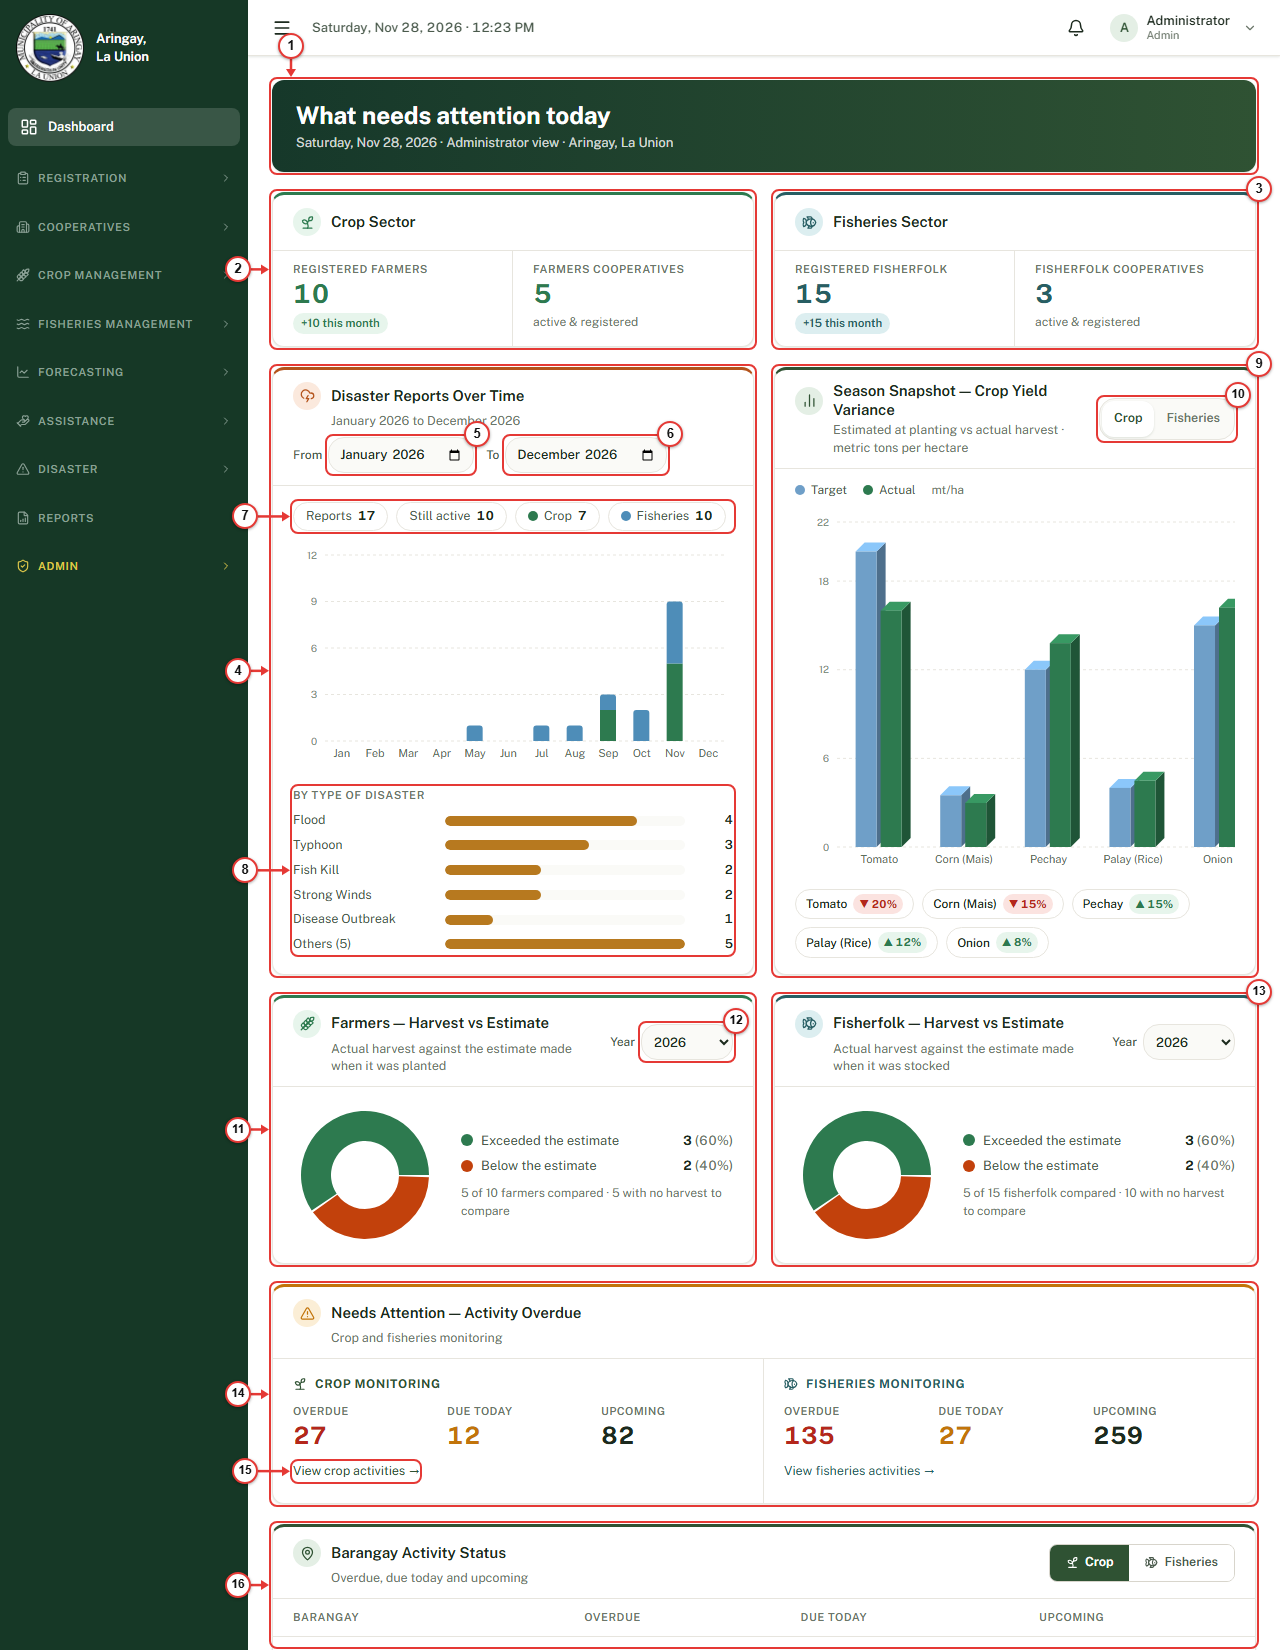 MUNICIPALITY OF ARINGAY
1741
LA UNION
Aringay,
La Union
Dashboard
REGISTRATION
COOPERATIVES
CROP MANAGEMENT
FISHERIES MANAGEMENT
FORECASTING
ASSISTANCE
DISASTER
REPORTS
ADMIN
Saturday, Nov 28, 2026 · 12:23 PM
A
Administrator
Admin
1
What needs attention today
Saturday, Nov 28, 2026 · Administrator view · Aringay, La Union
2
Crop Sector
REGISTERED FARMERS
10
+10 this month
FARMERS COOPERATIVES
5
active & registered
3
Fisheries Sector
REGISTERED FISHERFOLK
15
+15 this month
FISHERFOLK COOPERATIVES
3
active & registered
4
Disaster Reports Over Time
January 2026 to December 2026
From
January 2026
5
To
December 2026
6
7
Reports 17
Still active 10
Crop 7
Fisheries 10
12
9
6
3
0
Jan Feb Mar Apr May Jun Jul Aug Sep Oct Nov Dec
8
BY TYPE OF DISASTER
Flood 4
Typhoon 3
Fish Kill 2
Strong Winds 2
Disease Outbreak 1
Others (5) 5
9
Season Snapshot — Crop Yield
Variance
Estimated at planting vs actual harvest ·
metric tons per hectare
10
Crop
Fisheries
Target Actual mt/ha
22
18
12
6
0
Tomato Corn (Mais) Pechay Palay (Rice) Onion
Tomato ▼ 20%
Corn (Mais) ▼ 15%
Pechay ▲ 15%
Palay (Rice) ▲ 12%
Onion ▲ 8%
11
Farmers — Harvest vs Estimate
Actual harvest against the estimate made
when it was planted
Year
2026
12
Exceeded the estimate 3 (60%)
Below the estimate 2 (40%)
5 of 10 farmers compared · 5 with no harvest to
compare
13
Fisherfolk — Harvest vs Estimate
Actual harvest against the estimate made
when it was stocked
Year
2026
Exceeded the estimate 3 (60%)
Below the estimate 2 (40%)
5 of 15 fisherfolk compared · 10 with no harvest
to compare
14
Needs Attention — Activity Overdue
Crop and fisheries monitoring
CROP MONITORING
OVERDUE DUE TODAY UPCOMING
27 12 82
15
View crop activities →
FISHERIES MONITORING
OVERDUE DUE TODAY UPCOMING
135 27 259
View fisheries activities →
16
Barangay Activity Status
Overdue, due today and upcoming
Crop
Fisheries
BARANGAY OVERDUE DUE TODAY UPCOMING